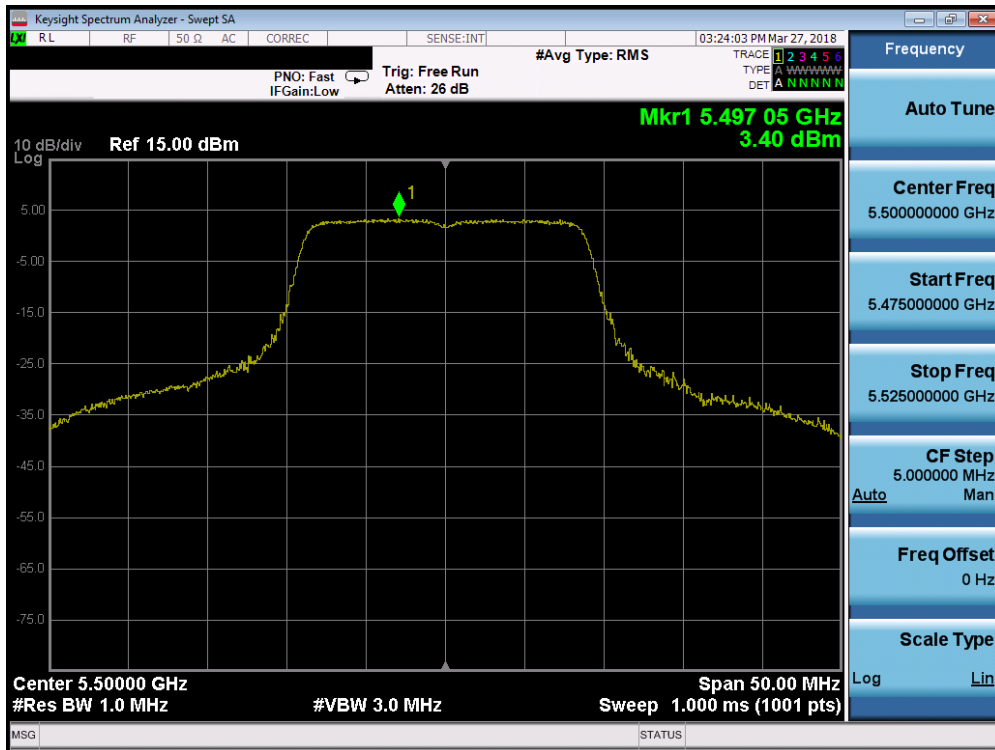 Keysight Spectrum Analyzer - Swept SA
LXI RL RF 50 Ω AC CORREC SENSE:INT 03:24:03 PM Mar 27, 2018
#Avg Type: RMS TRACE 1 2 3 4 5 6
PNO: Fast Trig: Free Run TYPE A WWWWW
IFGain:Low Atten: 26 dB DET A N N N N N
Mkr1 5.497 05 GHz
3.40 dBm
10 dB/div Ref 15.00 dBm
Log
1
5.00
-5.00
-15.0
-25.0
-35.0
-45.0
-55.0
-65.0
-75.0
Center 5.50000 GHz Span 50.00 MHz
#Res BW 1.0 MHz #VBW 3.0 MHz Sweep 1.000 ms (1001 pts)
MSG STATUS
Frequency
Auto Tune
Center Freq
5.500000000 GHz
Start Freq
5.475000000 GHz
Stop Freq
5.525000000 GHz
CF Step
5.000000 MHz
Auto Man
Freq Offset
0 Hz
Scale Type
Log Lin